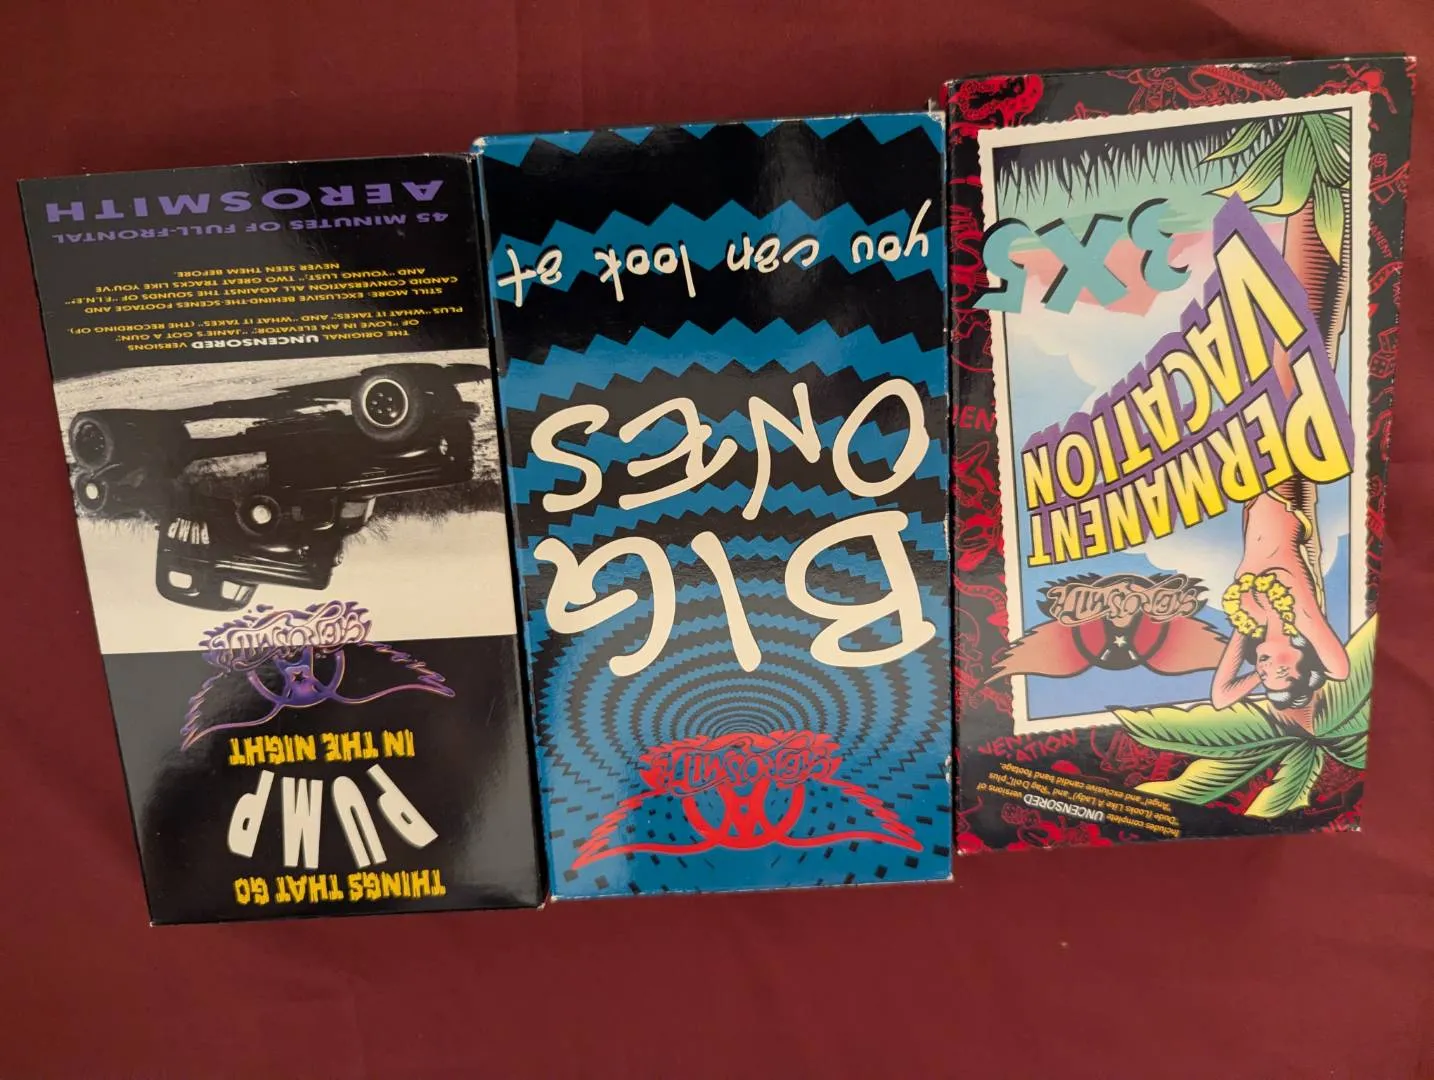 THINGS THAT GO
PUMP
IN THE NIGHT
AEROSMITH
PUMP
THE ORIGINAL UNCENSORED VERSIONS
OF "LOVE IN AN ELEVATOR," "JANIE'S GOT A GUN,"
PLUS "WHAT IT TAKES," AND "WHAT IT TAKES" (THE RECORDING OF).
STILL MORE EXCLUSIVE BEHIND-THE-SCENES FOOTAGE AND
CANDID CONVERSATION ALL AGAINST THE SOUNDS OF "F.I.N.E"
AND "YOUNG LUST," TWO GREAT TRACKS LIKE YOU'VE
NEVER SEEN THEM BEFORE.
45 MINUTES OF FULL-FRONTAL
AEROSMITH
AEROSMITH
BIG
ONES
you can look at
Includes complete UNCENSORED versions of
"Dude (Looks Like A Lady)" and "Rag Doll," plus
"Angel" and exclusive candid band footage.
AEROSMITH
PERMANENT
VACATION
3X5